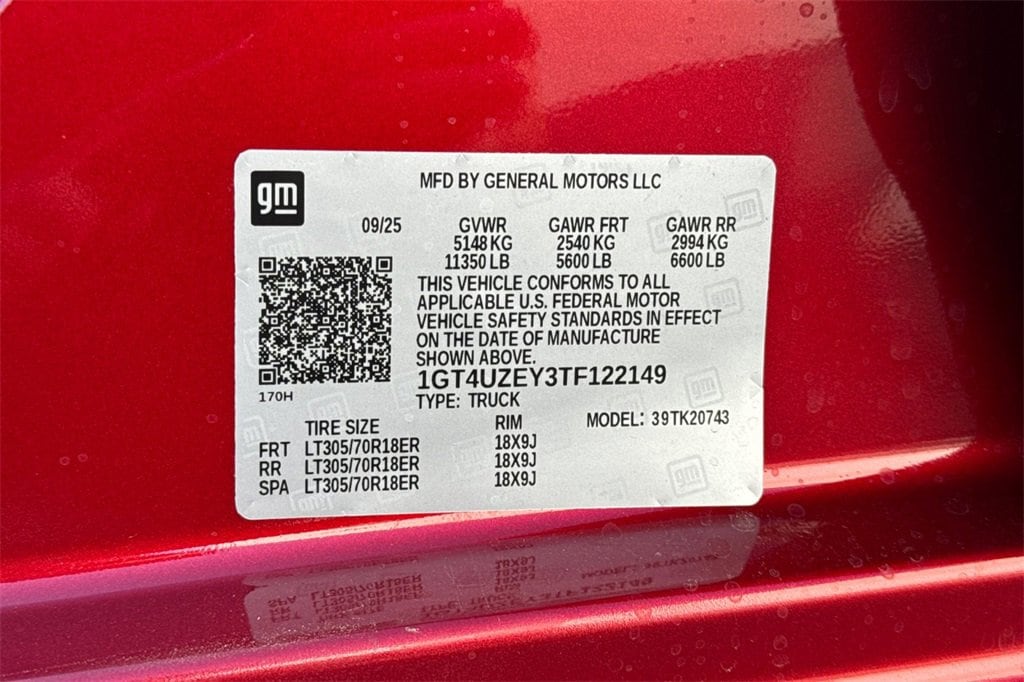 gm
MFD BY GENERAL MOTORS LLC
09/25 GVWR GAWR FRT GAWR RR
5148 KG 2540 KG 2994 KG
11350 LB 5600 LB 6600 LB
THIS VEHICLE CONFORMS TO ALL
APPLICABLE U.S. FEDERAL MOTOR
VEHICLE SAFETY STANDARDS IN EFFECT
ON THE DATE OF MANUFACTURE
SHOWN ABOVE.
170H
1GT4UZEY3TF122149
TYPE: TRUCK
TIRE SIZE RIM MODEL: 39TK20743
FRT LT305/70R18ER 18X9J
RR LT305/70R18ER 18X9J
SPA LT305/70R18ER 18X9J